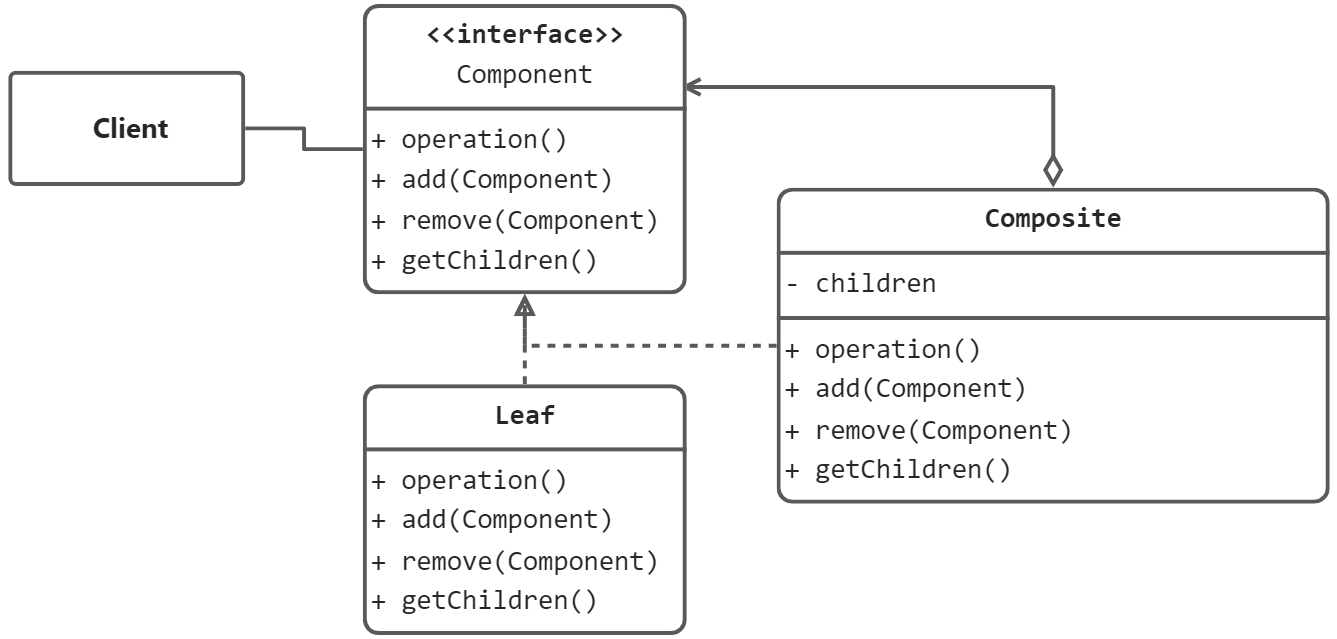 Client
<<interface>>
Component
+ operation()
+ add(Component)
+ remove(Component)
+ getChildren()
Composite
- children
+ operation()
+ add(Component)
+ remove(Component)
+ getChildren()
Leaf
+ operation()
+ add(Component)
+ remove(Component)
+ getChildren()